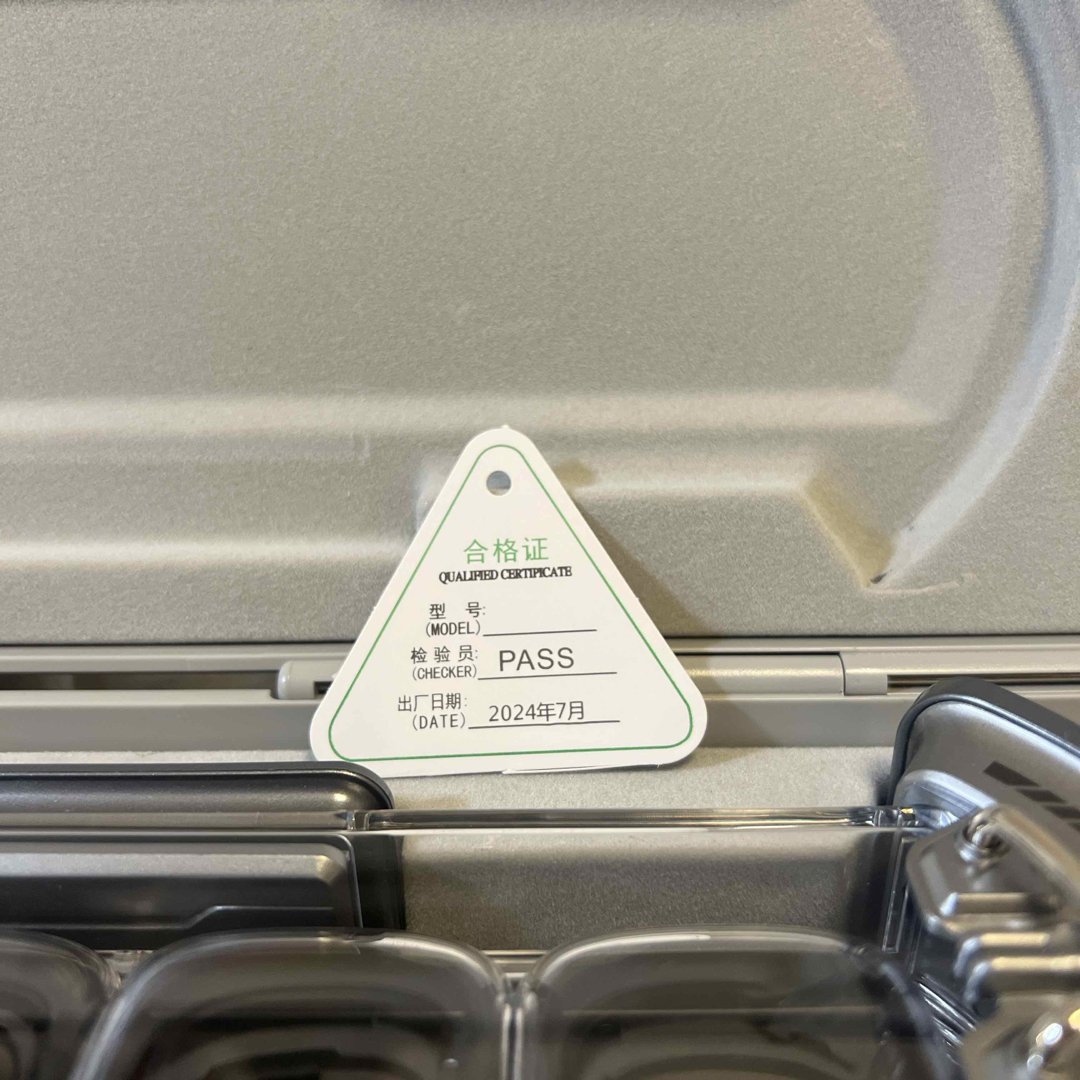 合格证
QUALIFIED CERTIFICATE
型 号:
(MODEL)
检 验 员: PASS
(CHECKER)
出厂日期: 2024年7月
(DATE)